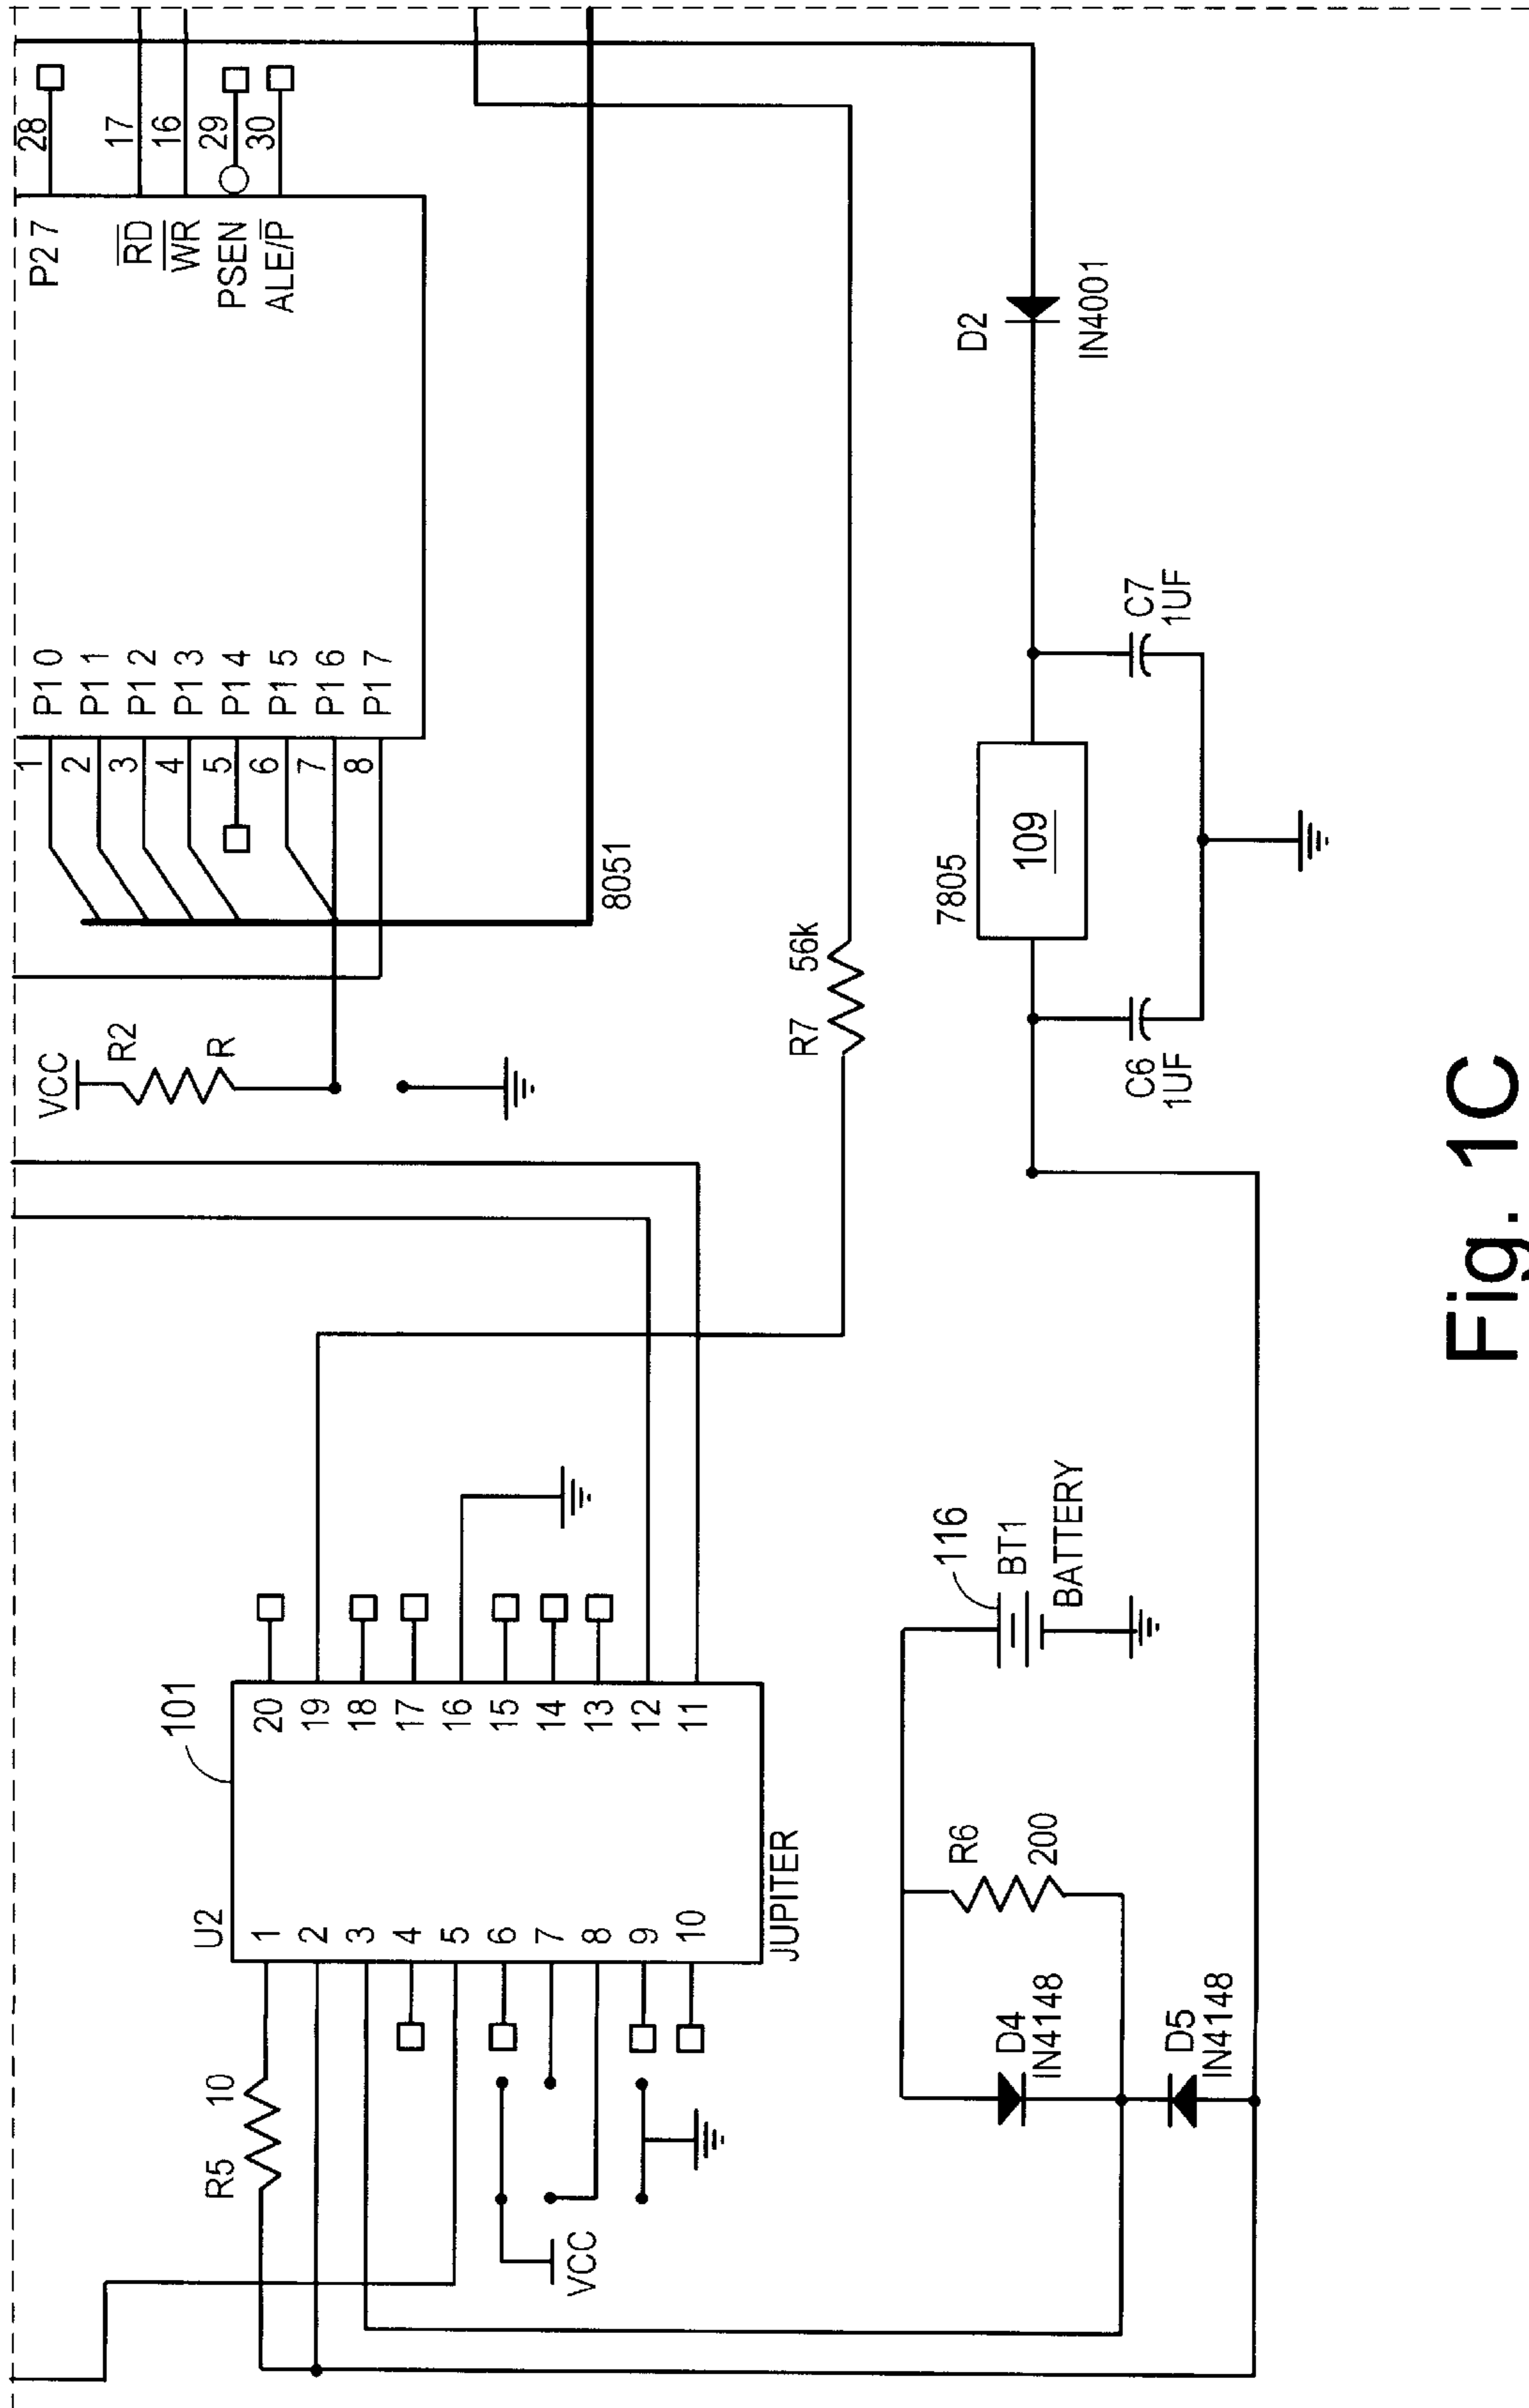 P2 7
28
RD
17
WR
16
PSEN
29
ALE/P
30
P1 0
P1 1
P1 2
P1 3
P1 4
P1 5
P1 6
P1 7
1
2
3
4
5
6
7
8
8051
VCC
R2
R
R7 56k
D2
IN4001
7805
109
C6
1UF
C7
1UF
U2
101
JUPITER
1
2
3
4
5
6
7
8
9
10
20
19
18
17
16
15
14
13
12
11
R5 10
VCC
116
BT1
BATTERY
R6
200
D4
IN4148
D5
IN4148
Fig. 1C